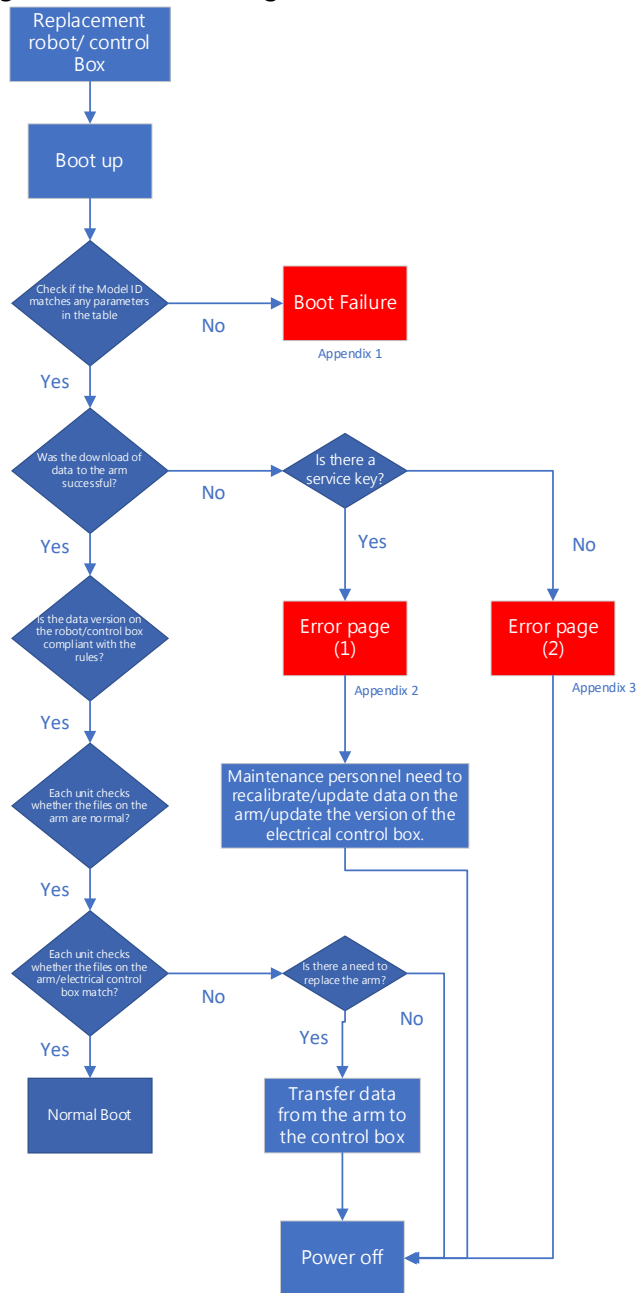 Replacement
robot/ control
Box
Boot up
Check if the Model ID
matches any parameters
in the table
No
Boot Failure
Appendix 1
Yes
Was the download of
data to the arm
successful?
No
Is there a
service key?
Yes
No
Yes
Is the data version on
the robot/control box
compliant with the
rules?
Error page
(1)
Appendix 2
Error page
(2)
Appendix 3
Yes
Each unit checks
whether the files on the
arm are normal?
Maintenance personnel need to
recalibrate/update data on the
arm/update the version of the
electrical control box.
Yes
Each unit checks
whether the files on the
arm/electrical control
box match?
No
Is there a need to
replace the arm?
No
Yes
Yes
Normal Boot
Transfer data
from the arm to
the control box
Power off